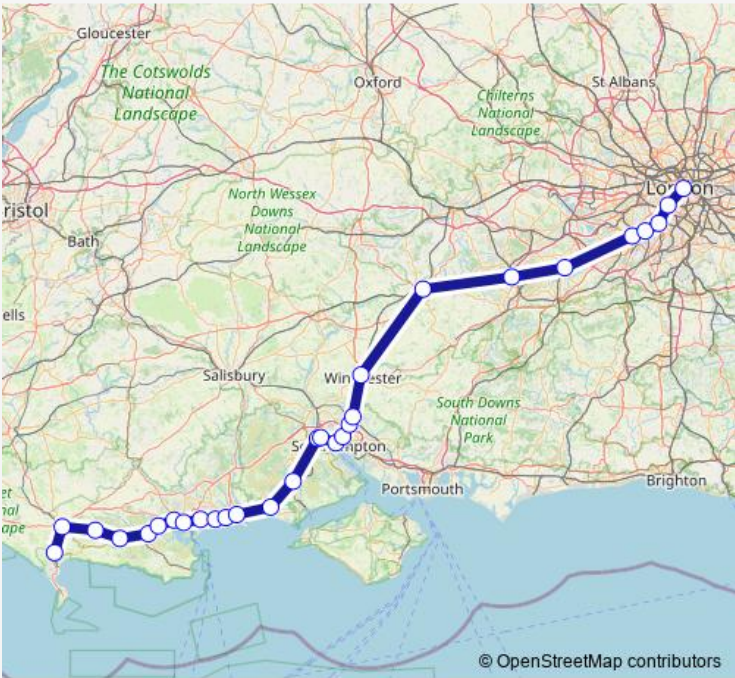 Gloucester
The Cotswolds
National
Landscape
Oxford
St Albans
Chilterns
National
Landscape
ristol
Bath
North Wessex
Downs
National
Landscape
London
ells
Salisbury
Winchester
South Downs
National
Park
Southampton
Portsmouth
Brighton
et
nal
ape
© OpenStreetMap contributors